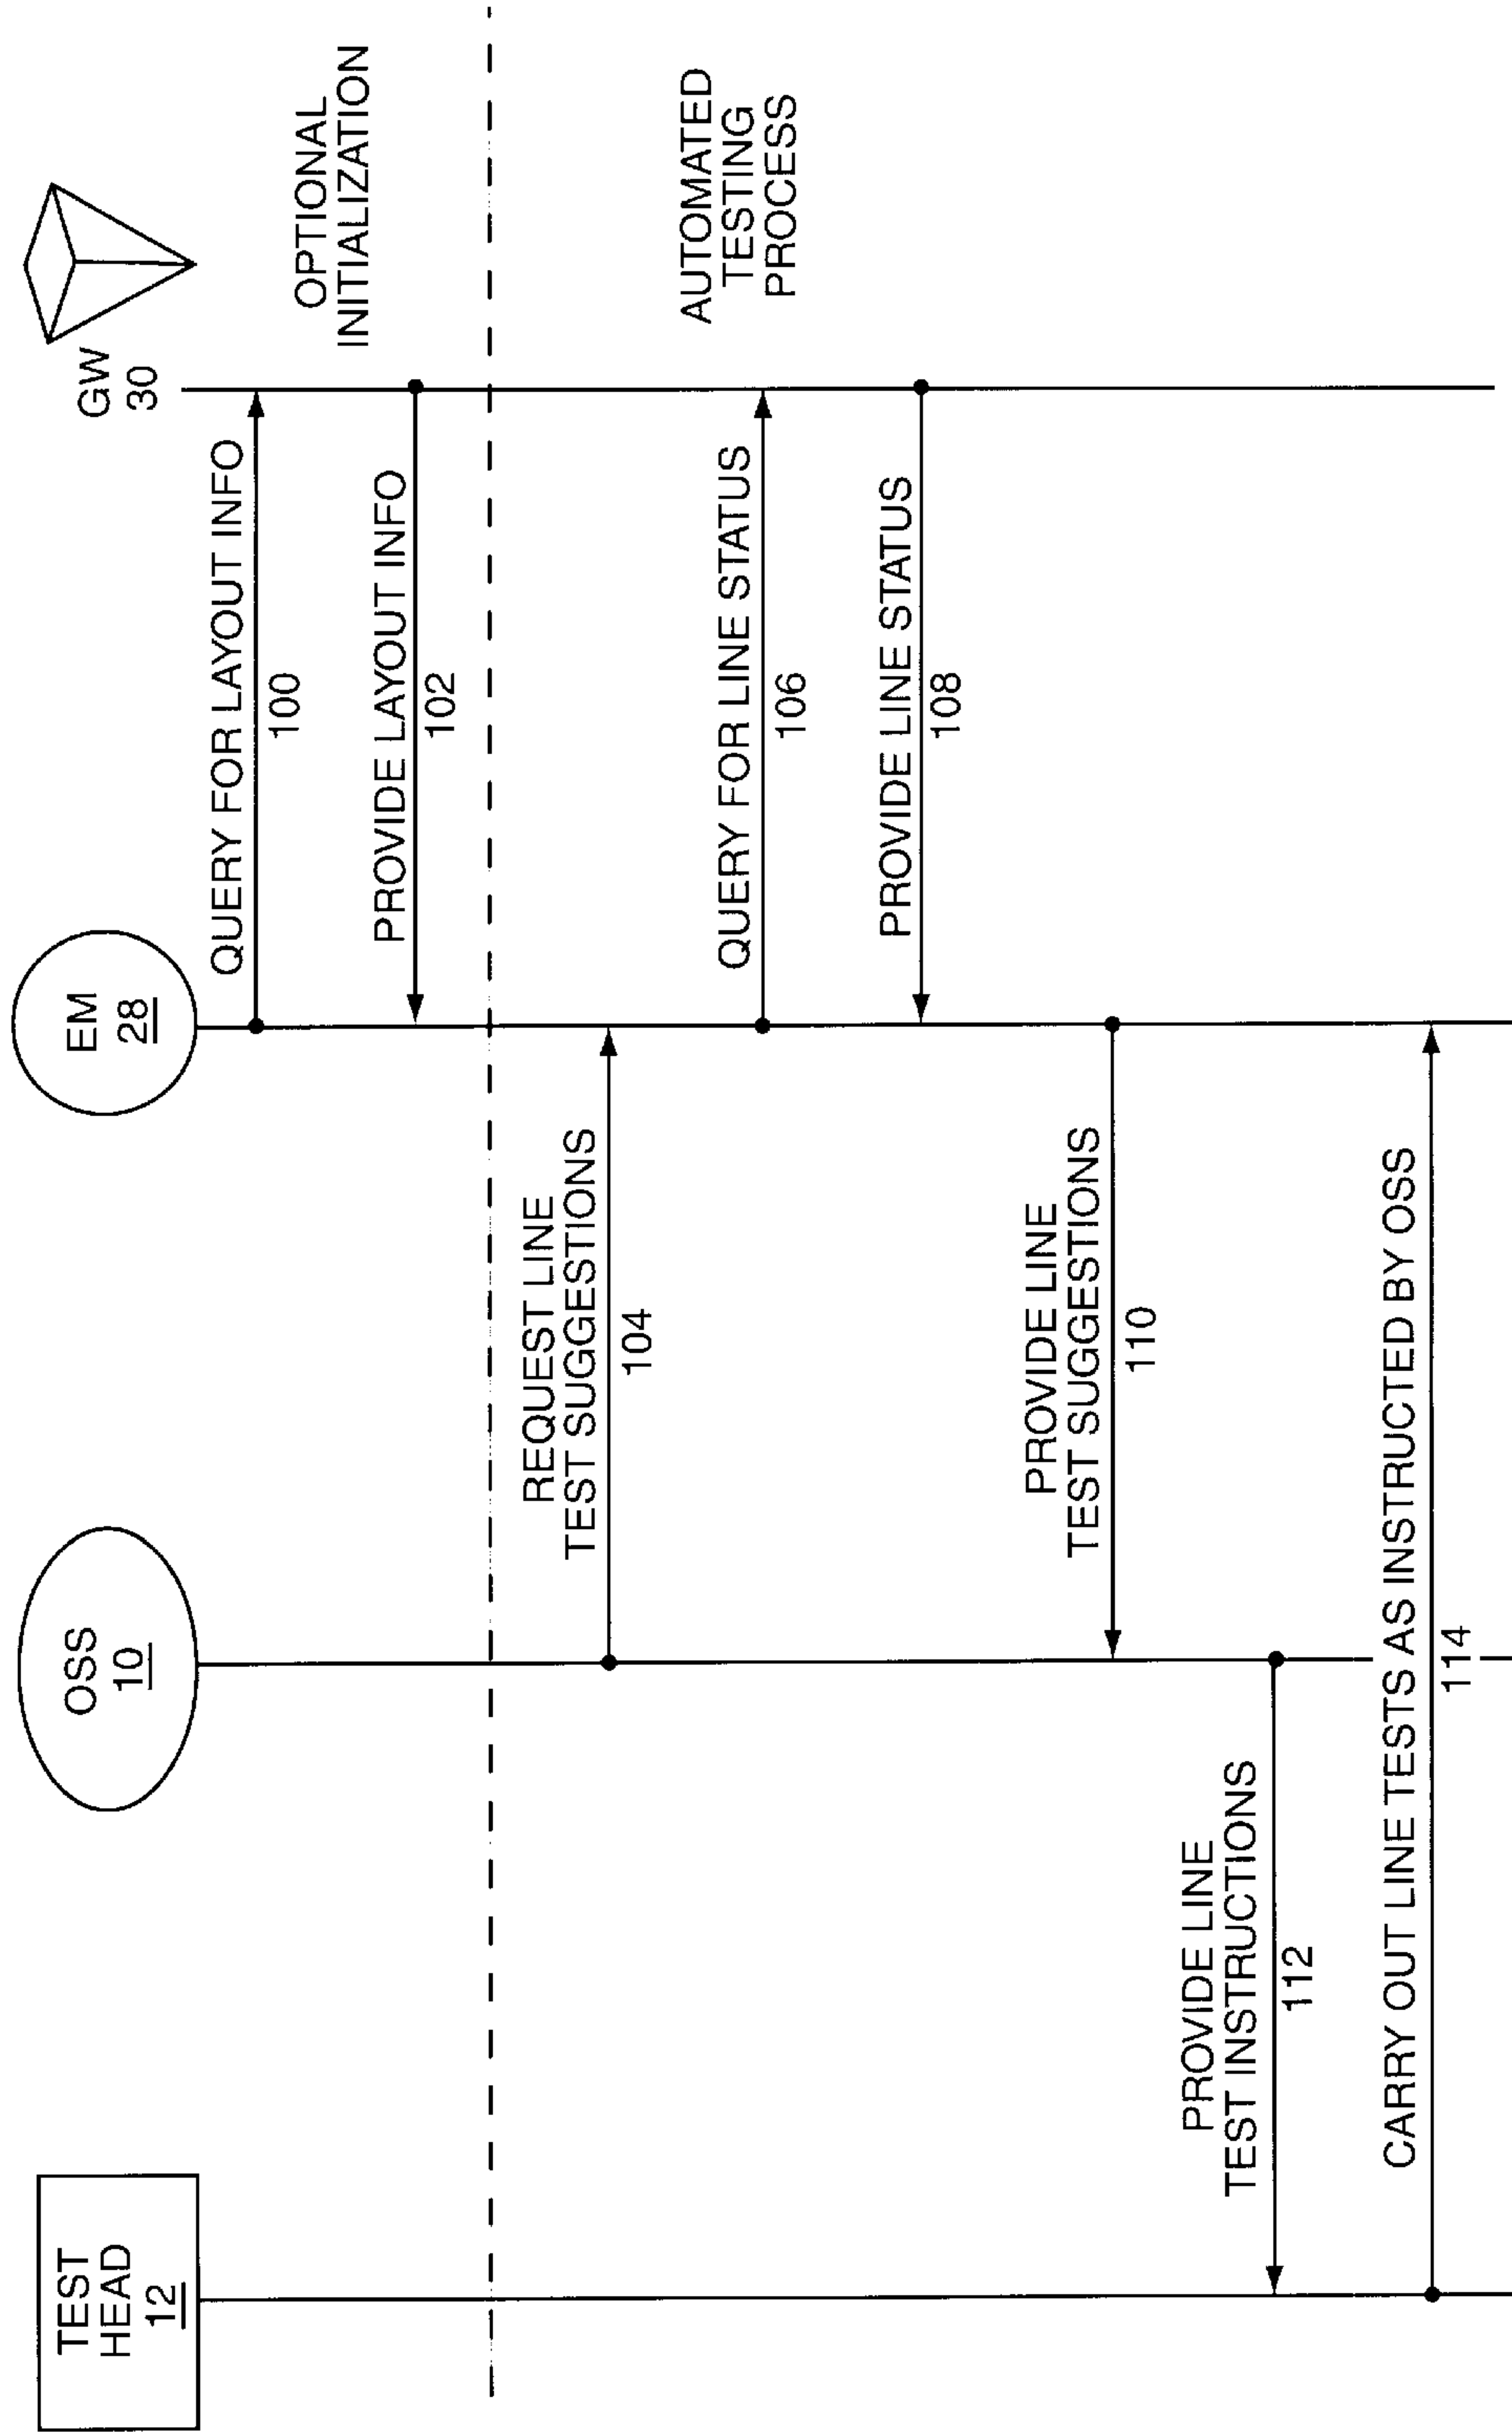 TEST
HEAD
12
OSS
10
EM
28
GW
30
QUERY FOR LAYOUT INFO
100
OPTIONAL
INITIALIZATION
PROVIDE LAYOUT INFO
102
REQUEST LINE
TEST SUGGESTIONS
104
AUTOMATED
TESTING
PROCESS
QUERY FOR LINE STATUS
106
PROVIDE LINE STATUS
108
PROVIDE LINE
TEST SUGGESTIONS
110
PROVIDE LINE
TEST INSTRUCTIONS
112
CARRY OUT LINE TESTS AS INSTRUCTED BY OSS
114